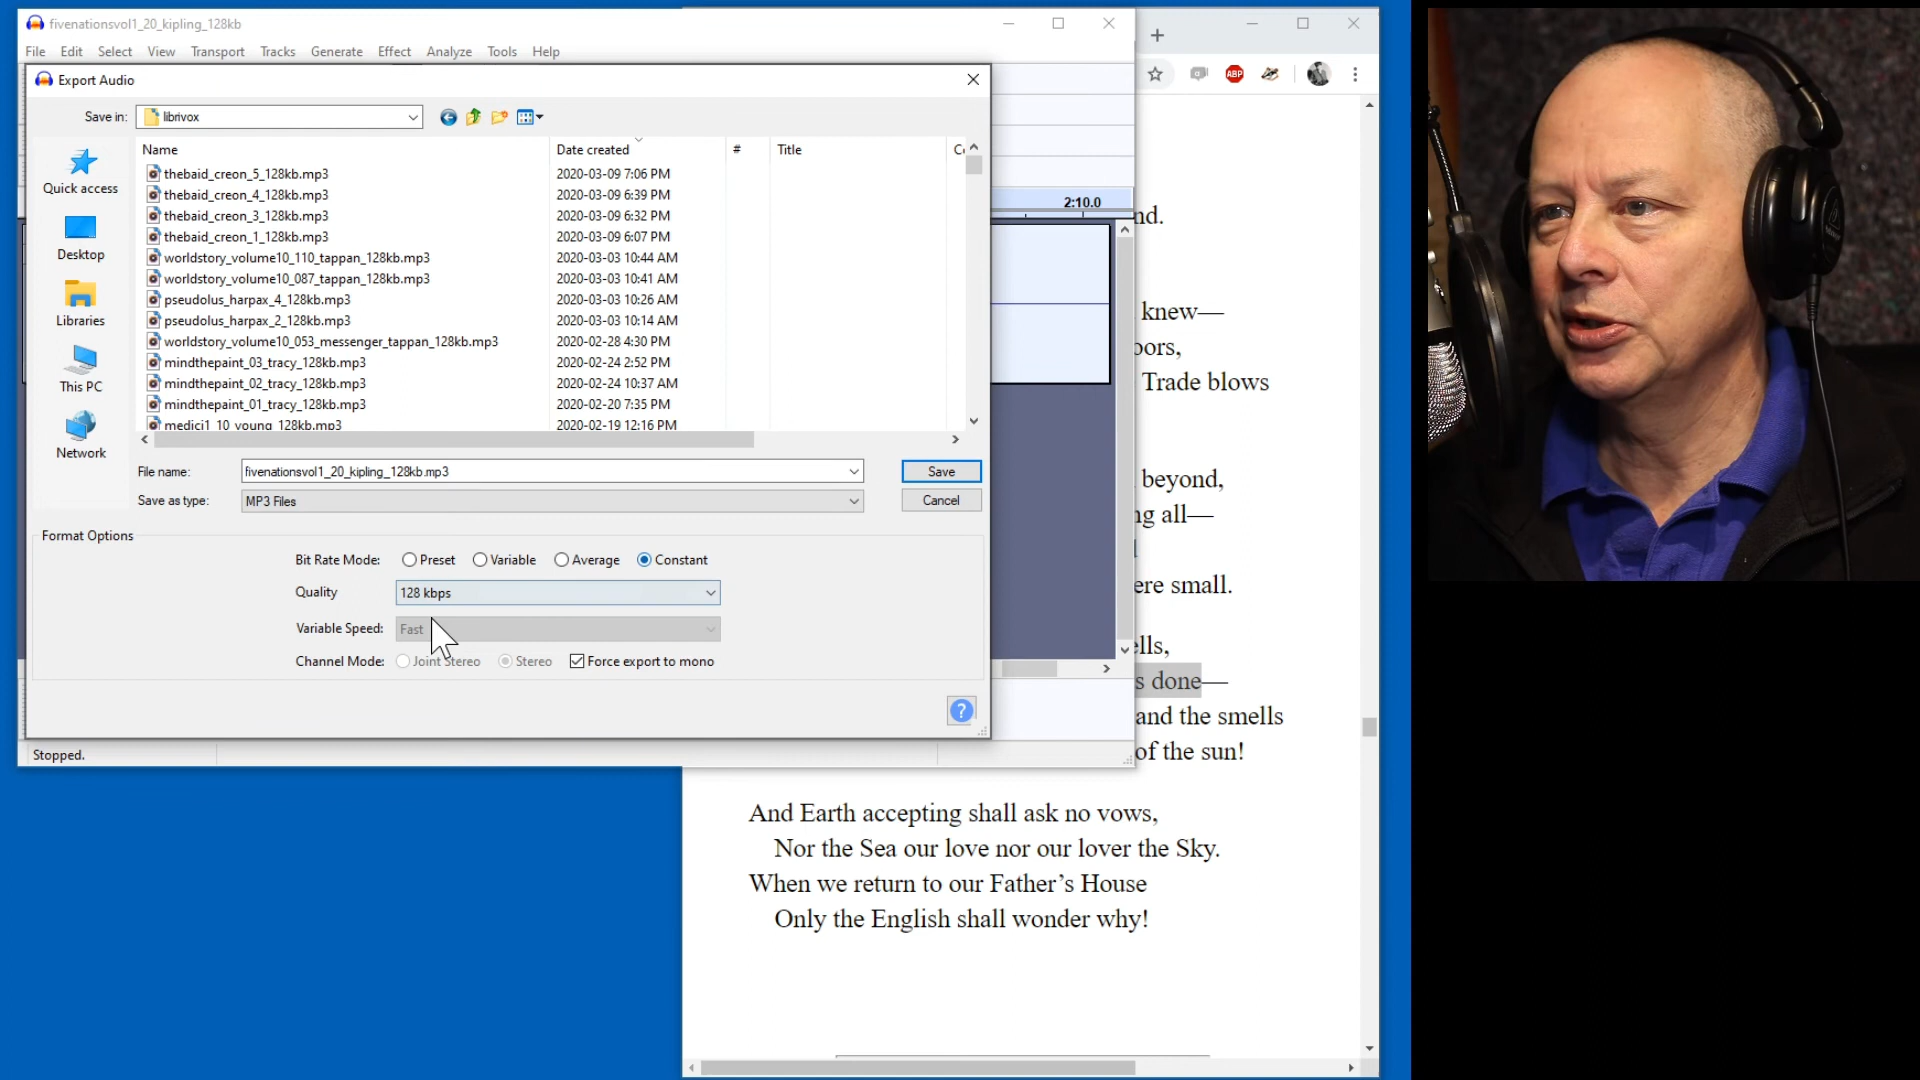 fivenationsvol1_20_kipling_128kb
File Edit Select View Transport Tracks Generate Effect Analyze Tools Help
Export Audio
Save in: librivox
Name Date created # Title
Quick access
Desktop
Libraries
This PC
Network
thebaid_creon_5_128kb.mp3 2020-03-09 7:06 PM
thebaid_creon_4_128kb.mp3 2020-03-09 6:39 PM
thebaid_creon_3_128kb.mp3 2020-03-09 6:32 PM
thebaid_creon_1_128kb.mp3 2020-03-09 6:07 PM
worldstory_volume10_110_tappan_128kb.mp3 2020-03-03 10:44 AM
worldstory_volume10_087_tappan_128kb.mp3 2020-03-03 10:41 AM
pseudolus_harpax_4_128kb.mp3 2020-03-03 10:26 AM
pseudolus_harpax_2_128kb.mp3 2020-03-03 10:14 AM
worldstory_volume10_053_messenger_tappan_128kb.mp3 2020-02-28 4:30 PM
mindthepaint_03_tracy_128kb.mp3 2020-02-24 2:52 PM
mindthepaint_02_tracy_128kb.mp3 2020-02-24 10:37 AM
mindthepaint_01_tracy_128kb.mp3 2020-02-20 7:35 PM
medici1_10_young_128kb.mp3 2020-02-19 12:16 PM
File name: fivenationsvol1_20_kipling_128kb.mp3 Save
Save as type: MP3 Files Cancel
Format Options
Bit Rate Mode: Preset Variable Average Constant
Quality 128 kbps
Variable Speed: Fast
Channel Mode: Joint Stereo Stereo Force export to mono
?
Stopped.
2:10.0
ABP
nd.
knew—
oors,
Trade blows
beyond,
ng all—
ere small.
ells,
s done—
and the smells
of the sun!
And Earth accepting shall ask no vows,
Nor the Sea our love nor our lover the Sky.
When we return to our Father’s House
Only the English shall wonder why!